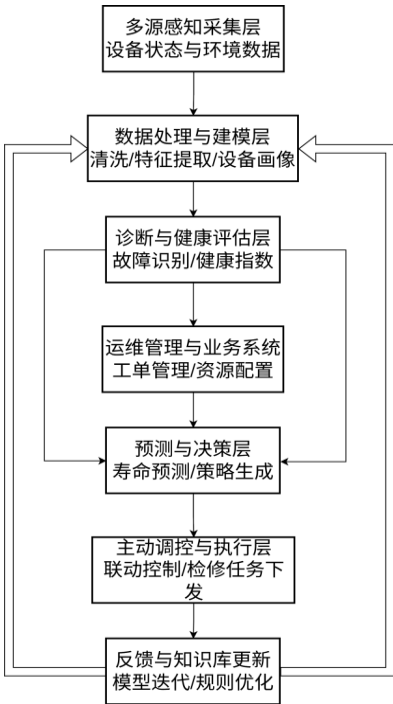 多源感知采集层
设备状态与环境数据
数据处理与建模层
清洗/特征提取/设备画像
诊断与健康评估层
故障识别/健康指数
运维管理与业务系统
工单管理/资源配置
预测与决策层
寿命预测/策略生成
主动调控与执行层
联动控制/检修任务下
发
反馈与知识库更新
模型迭代/规则优化